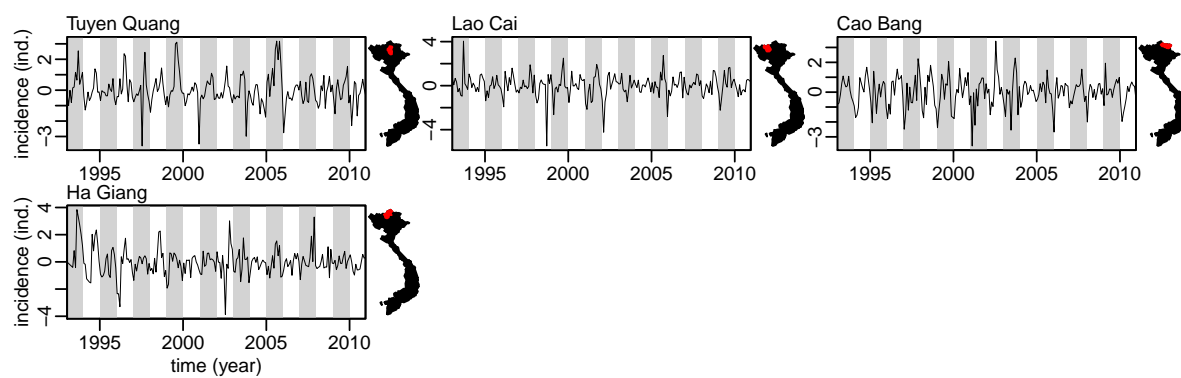 Tuyen Quang
Lao Cai
Cao Bang
incidence (ind.)
−3 0 2
−4 0 4
−3 0 2
1995 2000 2005 2010
1995 2000 2005 2010
1995 2000 2005 2010
Ha Giang
incidence (ind.)
−4 0 2 4
1995 2000 2005 2010
time (year)